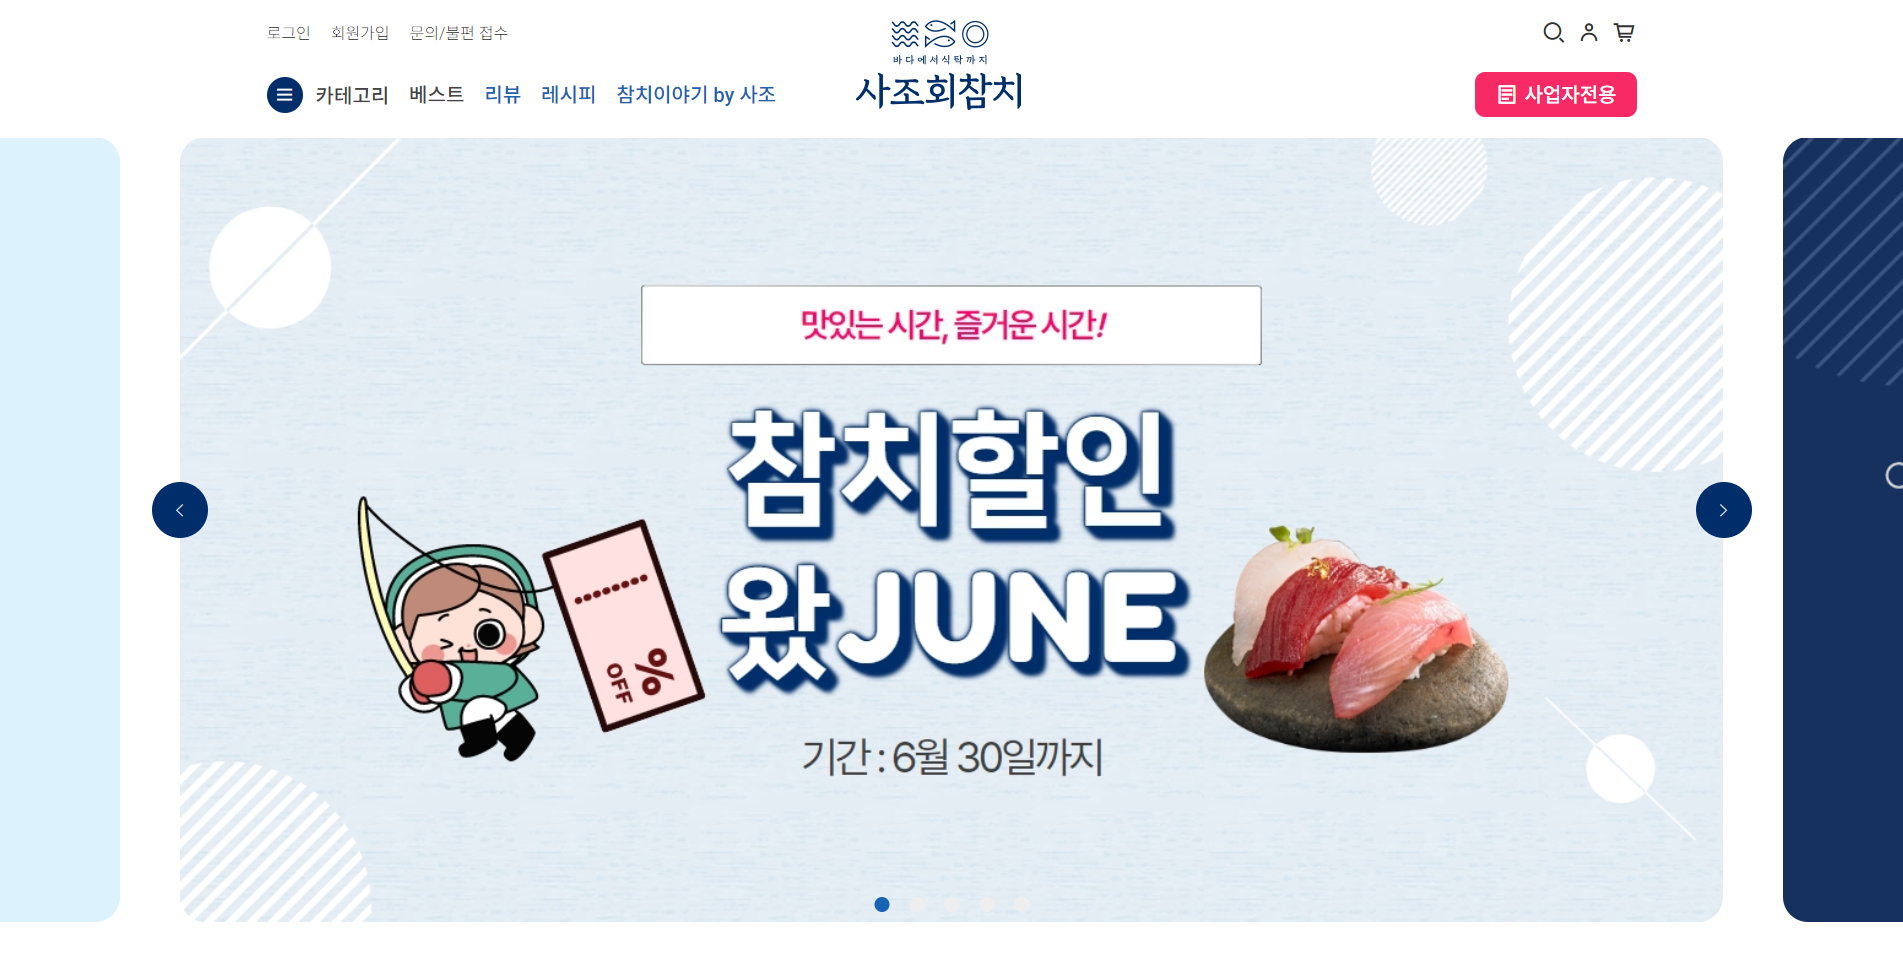 로그인 회원가입 문의/불편 접수
바다에서식탁까지
사조회참치
카테고리 베스트 리뷰 레시피 참치이야기 by 사조
사업자전용
맛있는 시간, 즐거운 시간!
참치할인
왔JUNE
% OFF
기간 : 6월 30일까지